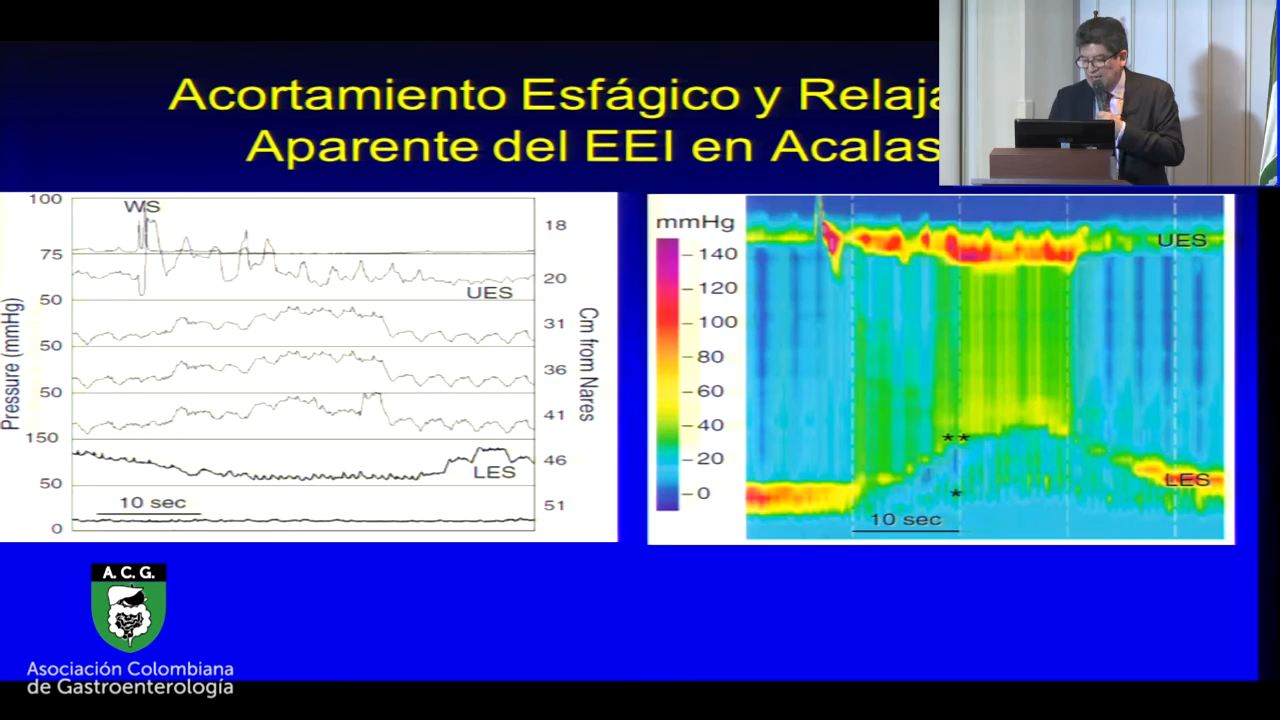 Acortamiento Esfágico y Relaja
Aparente del EEI en Acalas
100
75
50
50
50
150
50
0
Pressure (mmHg)
WS
UES
LES
10 sec
18
20
31
36
41
46
51
Cm from Nares
mmHg
140
120
100
80
60
40
20
0
UES
**
*
LES
10 sec
A. C. G.
Asociación Colombiana
de Gastroenterología